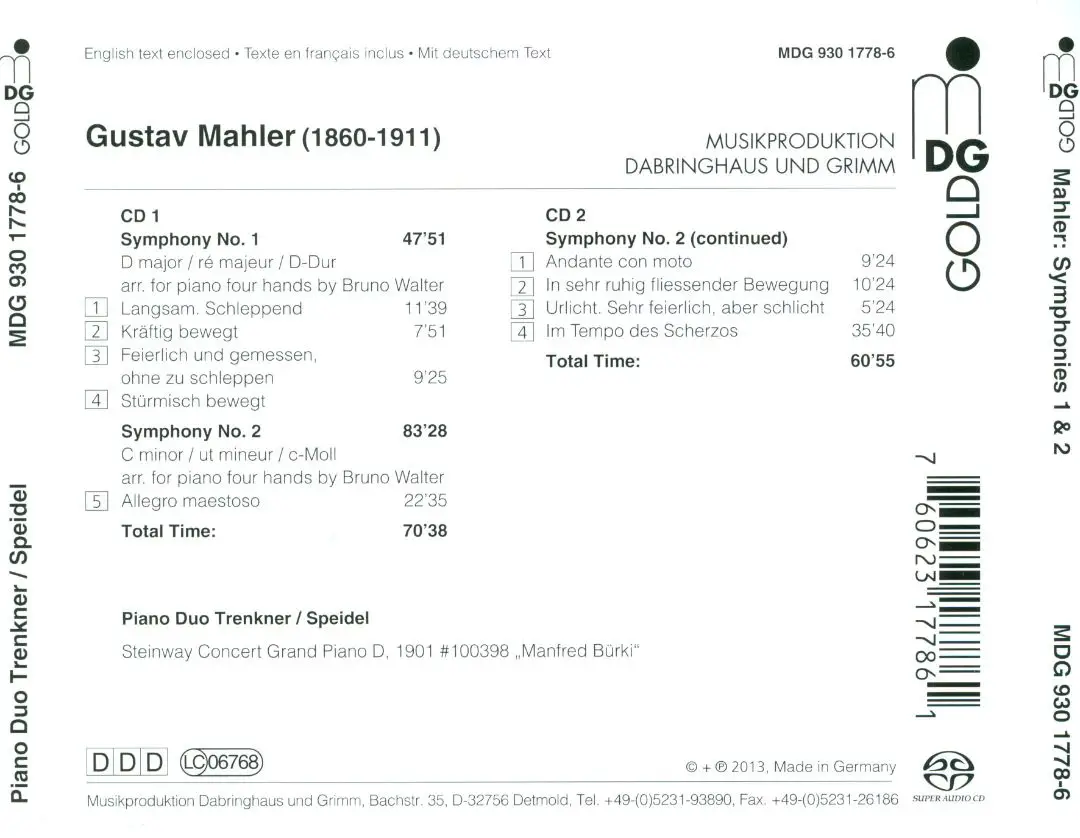 English text enclosed • Texte en français inclus • Mit deutschem Text
MDG 930 1778-6
Gustav Mahler (1860-1911)
MUSIKPRODUKTION
DABRINGHAUS UND GRIMM
CD 1
Symphony No. 1 47'51
D major / ré majeur / D-Dur
arr. for piano four hands by Bruno Walter
1 Langsam. Schleppend 11'39
2 Kräftig bewegt 7'51
3 Feierlich und gemessen,
ohne zu schleppen 9'25
4 Stürmisch bewegt
Symphony No. 2 83'28
C minor / ut mineur / c-Moll
arr. for piano four hands by Bruno Walter
5 Allegro maestoso 22'35
Total Time: 70'38
CD 2
Symphony No. 2 (continued)
1 Andante con moto 9'24
2 In sehr ruhig fliessender Bewegung 10'24
3 Urlicht. Sehr feierlich, aber schlicht 5'24
4 Im Tempo des Scherzos 35'40
Total Time: 60'55
Piano Duo Trenkner / Speidel
Steinway Concert Grand Piano D, 1901 #100398 „Manfred Bürki“
DDD LC 06768
© + ℗ 2013, Made in Germany
Musikproduktion Dabringhaus und Grimm, Bachstr. 35, D-32756 Detmold, Tel. +49-(0)5231-93890, Fax. +49-(0)5231-26186
DG
GOLD
7 60623 17786 1
SUPER AUDIO CD
DG
GOLD
MDG 930 1778-6
Piano Duo Trenkner / Speidel
DG
GOLD
Mahler: Symphonies 1 & 2
MDG 930 1778-6